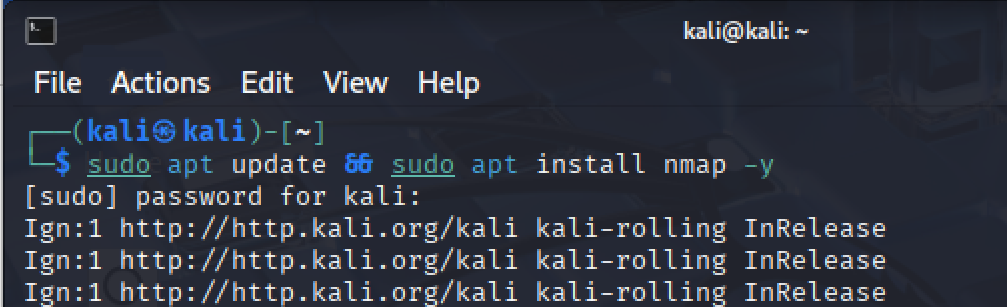 kali@kali: ~
File Actions Edit View Help
┌──(kali㉿kali)-[~]
└─$ sudo apt update && sudo apt install nmap -y
[sudo] password for kali:
Ign:1 http://http.kali.org/kali kali-rolling InRelease
Ign:1 http://http.kali.org/kali kali-rolling InRelease
Ign:1 http://http.kali.org/kali kali-rolling InRelease